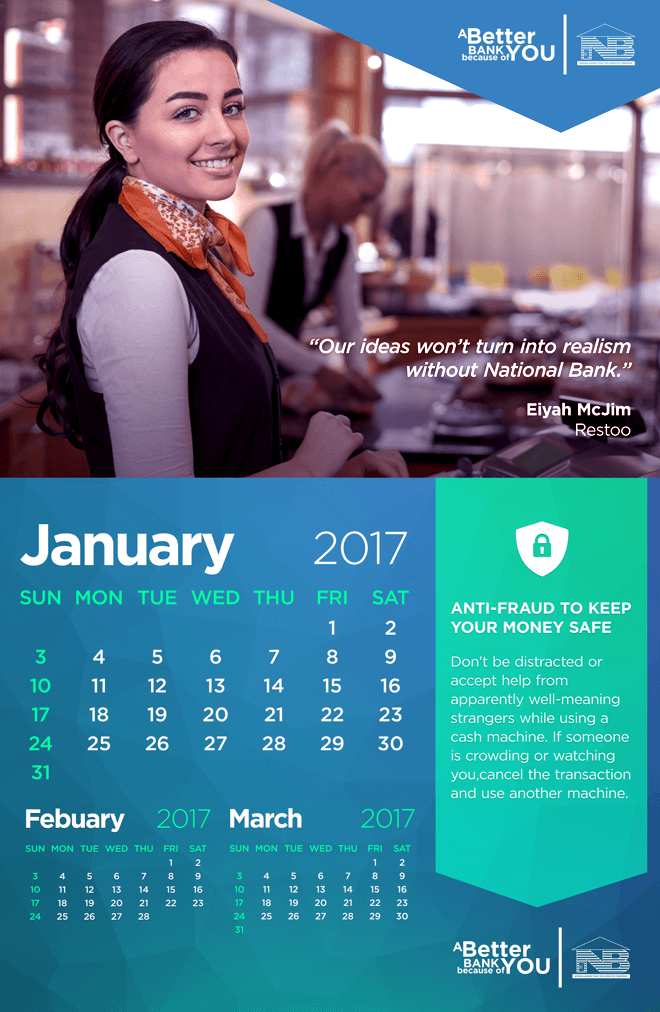 A Better
BANK
because of YOU
NB
“Our ideas won’t turn into realism
without National Bank.”
Eiyah McJim
Restoo
January 2017
SUN MON TUE WED THU FRI SAT
1 2
3 4 5 6 7 8 9
10 11 12 13 14 15 16
17 18 19 20 21 22 23
24 25 26 27 28 29 30
31
Febuary 2017
SUN MON TUE WED THU FRI SAT
1 2
3 4 5 6 7 8 9
10 11 12 13 14 15 16
17 18 19 20 21 22 23
24 25 26 27 28
March 2017
SUN MON TUE WED THU FRI SAT
1 2
3 4 5 6 7 8 9
10 11 12 13 14 15 16
17 18 19 20 21 22 23
24 25 26 27 28 29 30
31
ANTI-FRAUD TO KEEP
YOUR MONEY SAFE
Don't be distracted or
accept help from
apparently well-meaning
strangers while using a
cash machine. If someone
is crowding or watching
you,cancel the transaction
and use another machine.
A Better
BANK
because of YOU
NB